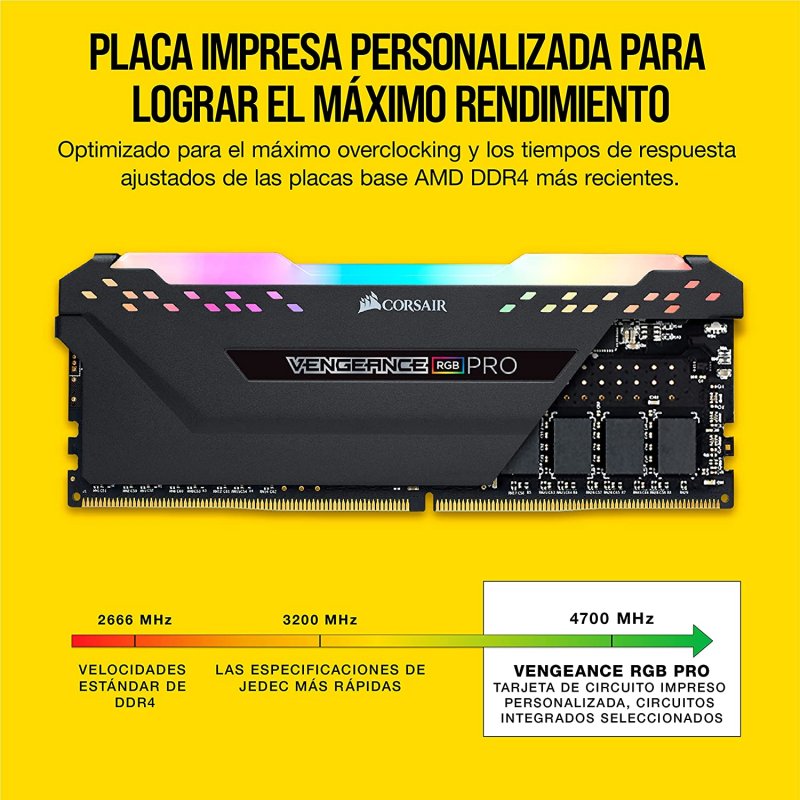 PLACA IMPRESA PERSONALIZADA PARA
LOGRAR EL MÁXIMO RENDIMIENTO
Optimizado para el máximo overclocking y los tiempos de respuesta
ajustados de las placas base AMD DDR4 más recientes.
CORSAIR
VENGEANCE RGB PRO
2666 MHz
3200 MHz
4700 MHz
VELOCIDADES
ESTÁNDAR DE
DDR4
LAS ESPECIFICACIONES DE
JEDEC MÁS RÁPIDAS
VENGEANCE RGB PRO
TARJETA DE CIRCUITO IMPRESO
PERSONALIZADA, CIRCUITOS
INTEGRADOS SELECCIONADOS